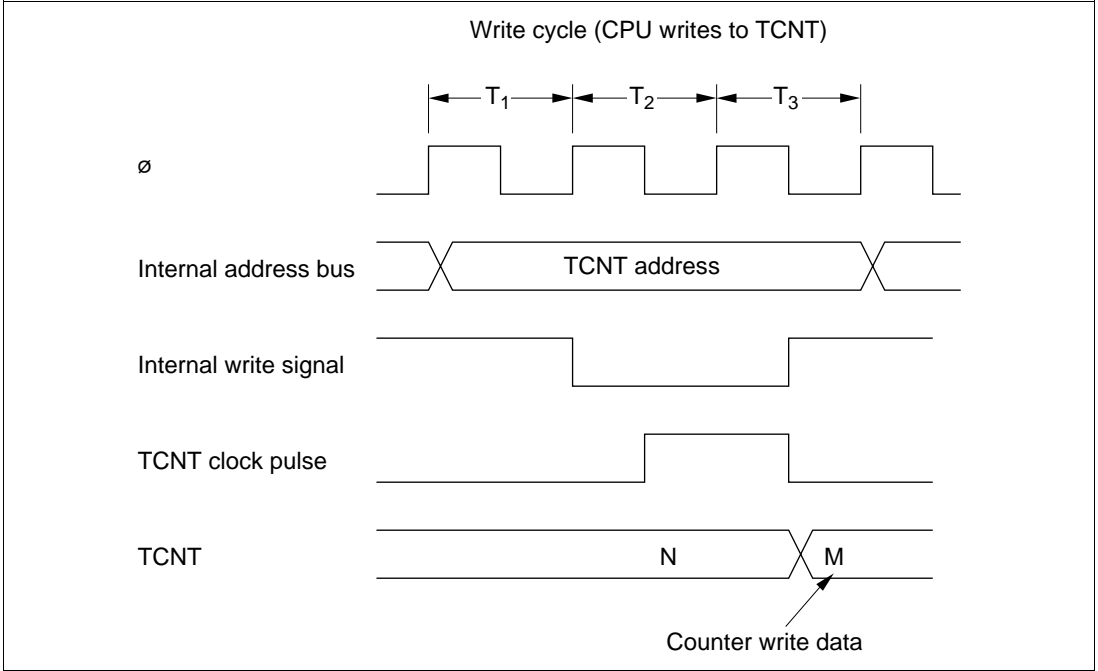 Write cycle (CPU writes to TCNT)
T1 T2 T3
ø
Internal address bus TCNT address
Internal write signal
TCNT clock pulse
TCNT N M
Counter write data